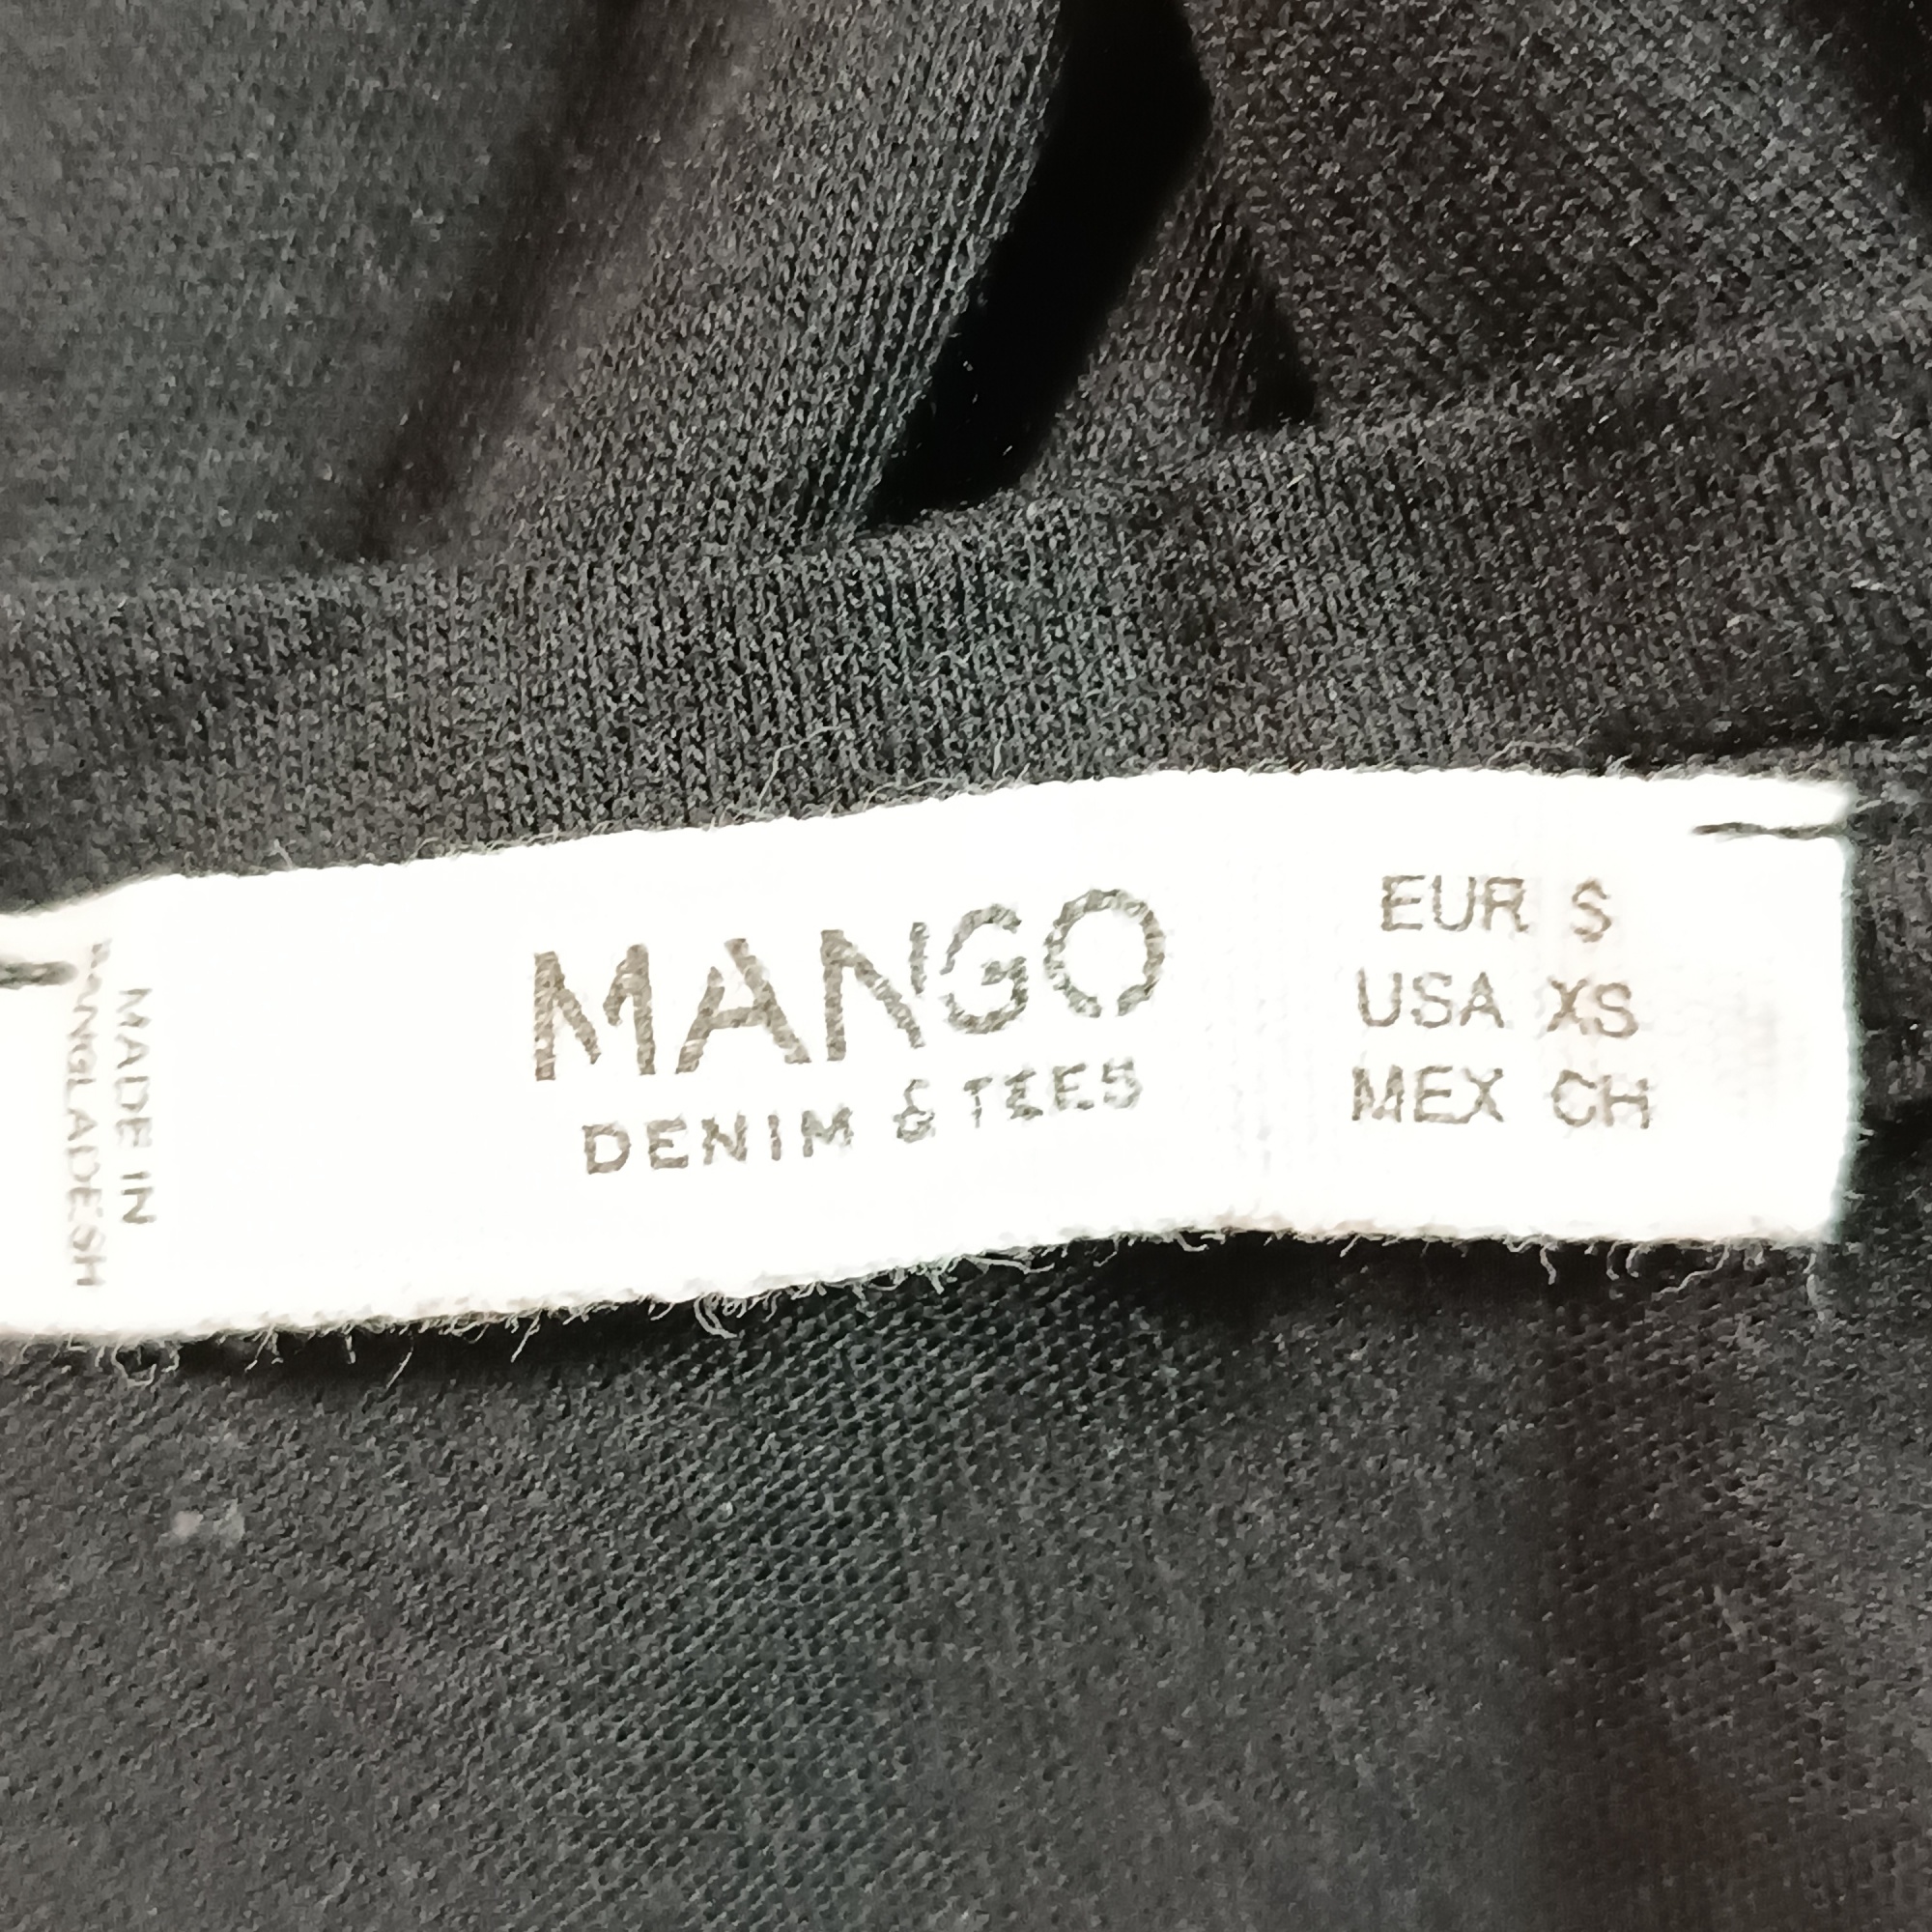 MADE IN
BANGLADESH
MANGO
DENIM & TEES
EUR S
USA XS
MEX CH